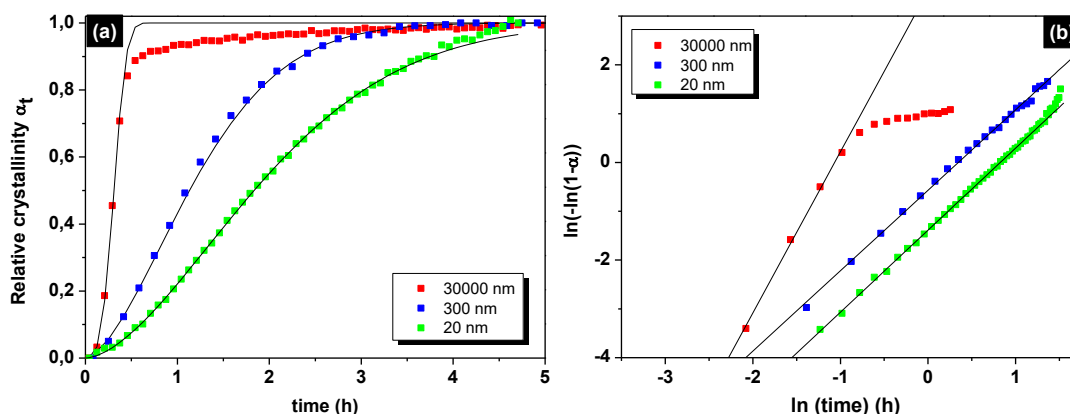 (a)
Relative crystallinity αt
1,0
0,8
0,6
0,4
0,2
0,0
30000 nm
300 nm
20 nm
0
1
2
3
4
5
time (h)
(b)
30000 nm
300 nm
20 nm
ln(-ln(1-α))
2
0
-2
-4
-3
-2
-1
0
1
ln (time) (h)